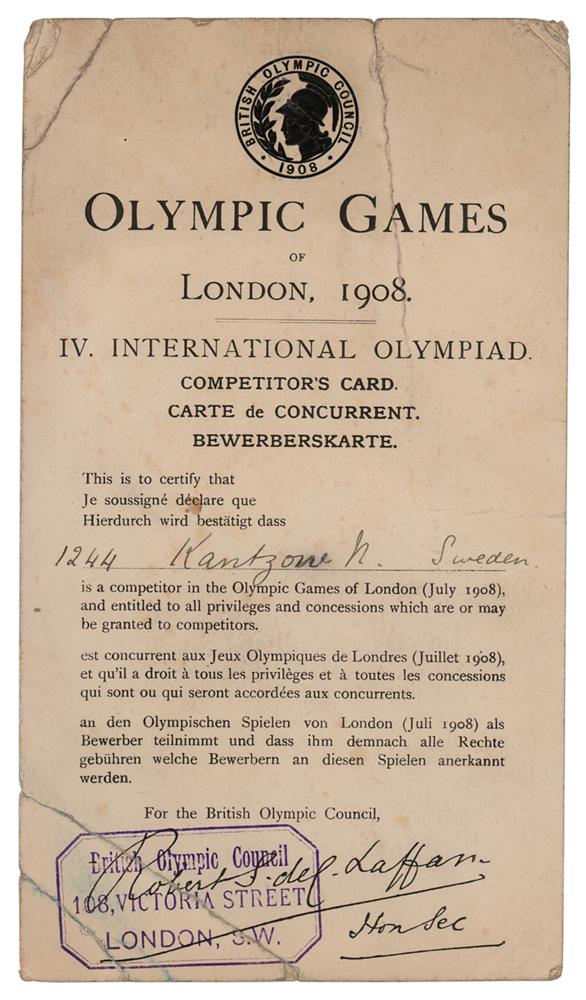 BRITISH OLYMPIC COUNCIL
1908
OLYMPIC GAMES
OF
LONDON, 1908.
IV. INTERNATIONAL OLYMPIAD.
COMPETITOR'S CARD.
CARTE de CONCURRENT.
BEWERBERSKARTE.
This is to certify that
Je soussigné déclare que
Hierdurch wird bestätigt dass
1244 Kantzow N. Sweden.
is a competitor in the Olympic Games of London (July 1908),
and entitled to all privileges and concessions which are or may
be granted to competitors.
est concurrent aux Jeux Olympiques de Londres (Juillet 1908),
et qu'il a droit à tous les privilèges et à toutes les concessions
qui sont ou qui seront accordées aux concurrents.
an den Olympischen Spielen von London (Juli 1908) als
Bewerber teilnimmt und dass ihm demnach alle Rechte
gebühren welche Bewerbern an diesen Spielen anerkannt
werden.
For the British Olympic Council,
British Olympic Council
108, VICTORIA STREET
LONDON, S.W.
Robert S. de C. Laffan
Hon Sec